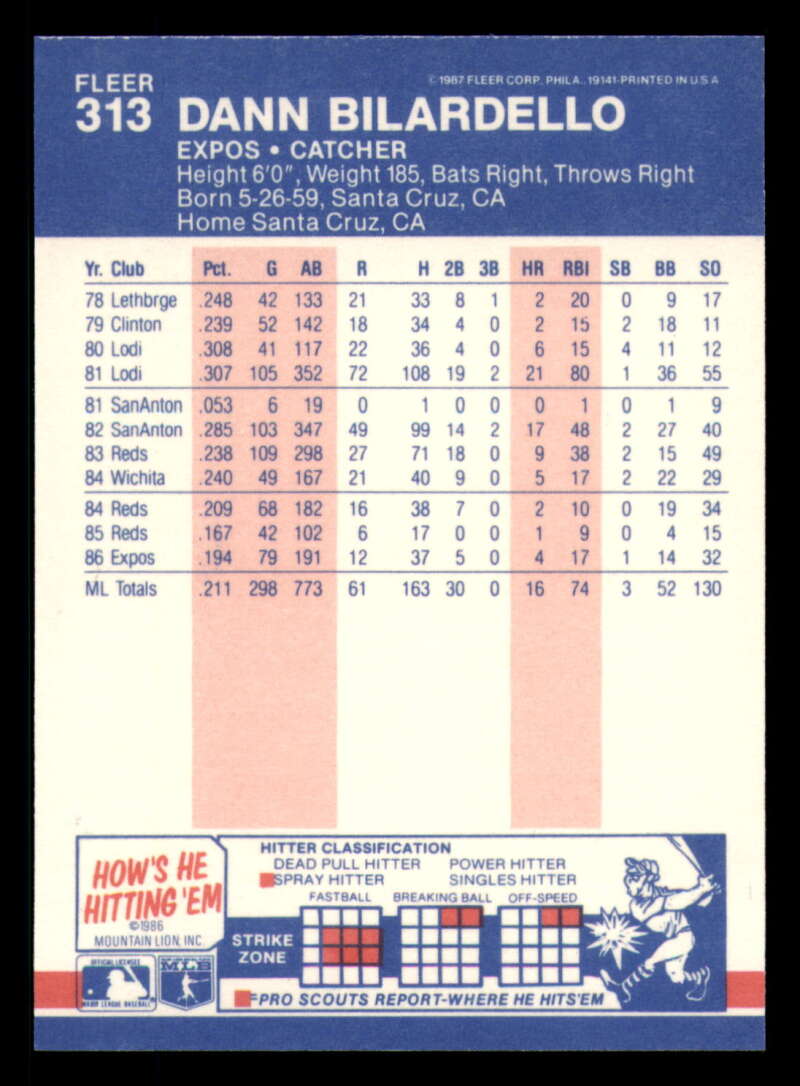 FLEER
© 1987 FLEER CORP. PHILA., 19141-PRINTED IN U S A
313 DANN BILARDELLO
EXPOS • CATCHER
Height 6'0", Weight 185, Bats Right, Throws Right
Born 5-26-59, Santa Cruz, CA
Home Santa Cruz, CA
Yr. Club Pct. G AB R H 2B 3B HR RBI SB BB SO
78 Lethbrge .248 42 133 21 33 8 1 2 20 0 9 17
79 Clinton .239 52 142 18 34 4 0 2 15 2 18 11
80 Lodi .308 41 117 22 36 4 0 6 15 4 11 12
81 Lodi .307 105 352 72 108 19 2 21 80 1 36 55
81 SanAnton .053 6 19 0 1 0 0 0 1 0 1 9
82 SanAnton .285 103 347 49 99 14 2 17 48 2 27 40
83 Reds .238 109 298 27 71 18 0 9 38 2 15 49
84 Wichita .240 49 167 21 40 9 0 5 17 2 22 29
84 Reds .209 68 182 16 38 7 0 2 10 0 19 34
85 Reds .167 42 102 6 17 0 0 1 9 0 4 15
86 Expos .194 79 191 12 37 5 0 4 17 1 14 32
ML Totals .211 298 773 61 163 30 0 16 74 3 52 130
HOW'S HE
HITTING 'EM
©1986
MOUNTAIN LION, INC.
HITTER CLASSIFICATION
DEAD PULL HITTER POWER HITTER
SPRAY HITTER SINGLES HITTER
FASTBALL BREAKING BALL OFF-SPEED
STRIKE
ZONE
=PRO SCOUTS REPORT-WHERE HE HITS'EM
OFFICIAL LICENSEE
MAJOR LEAGUE BASEBALL
MLB